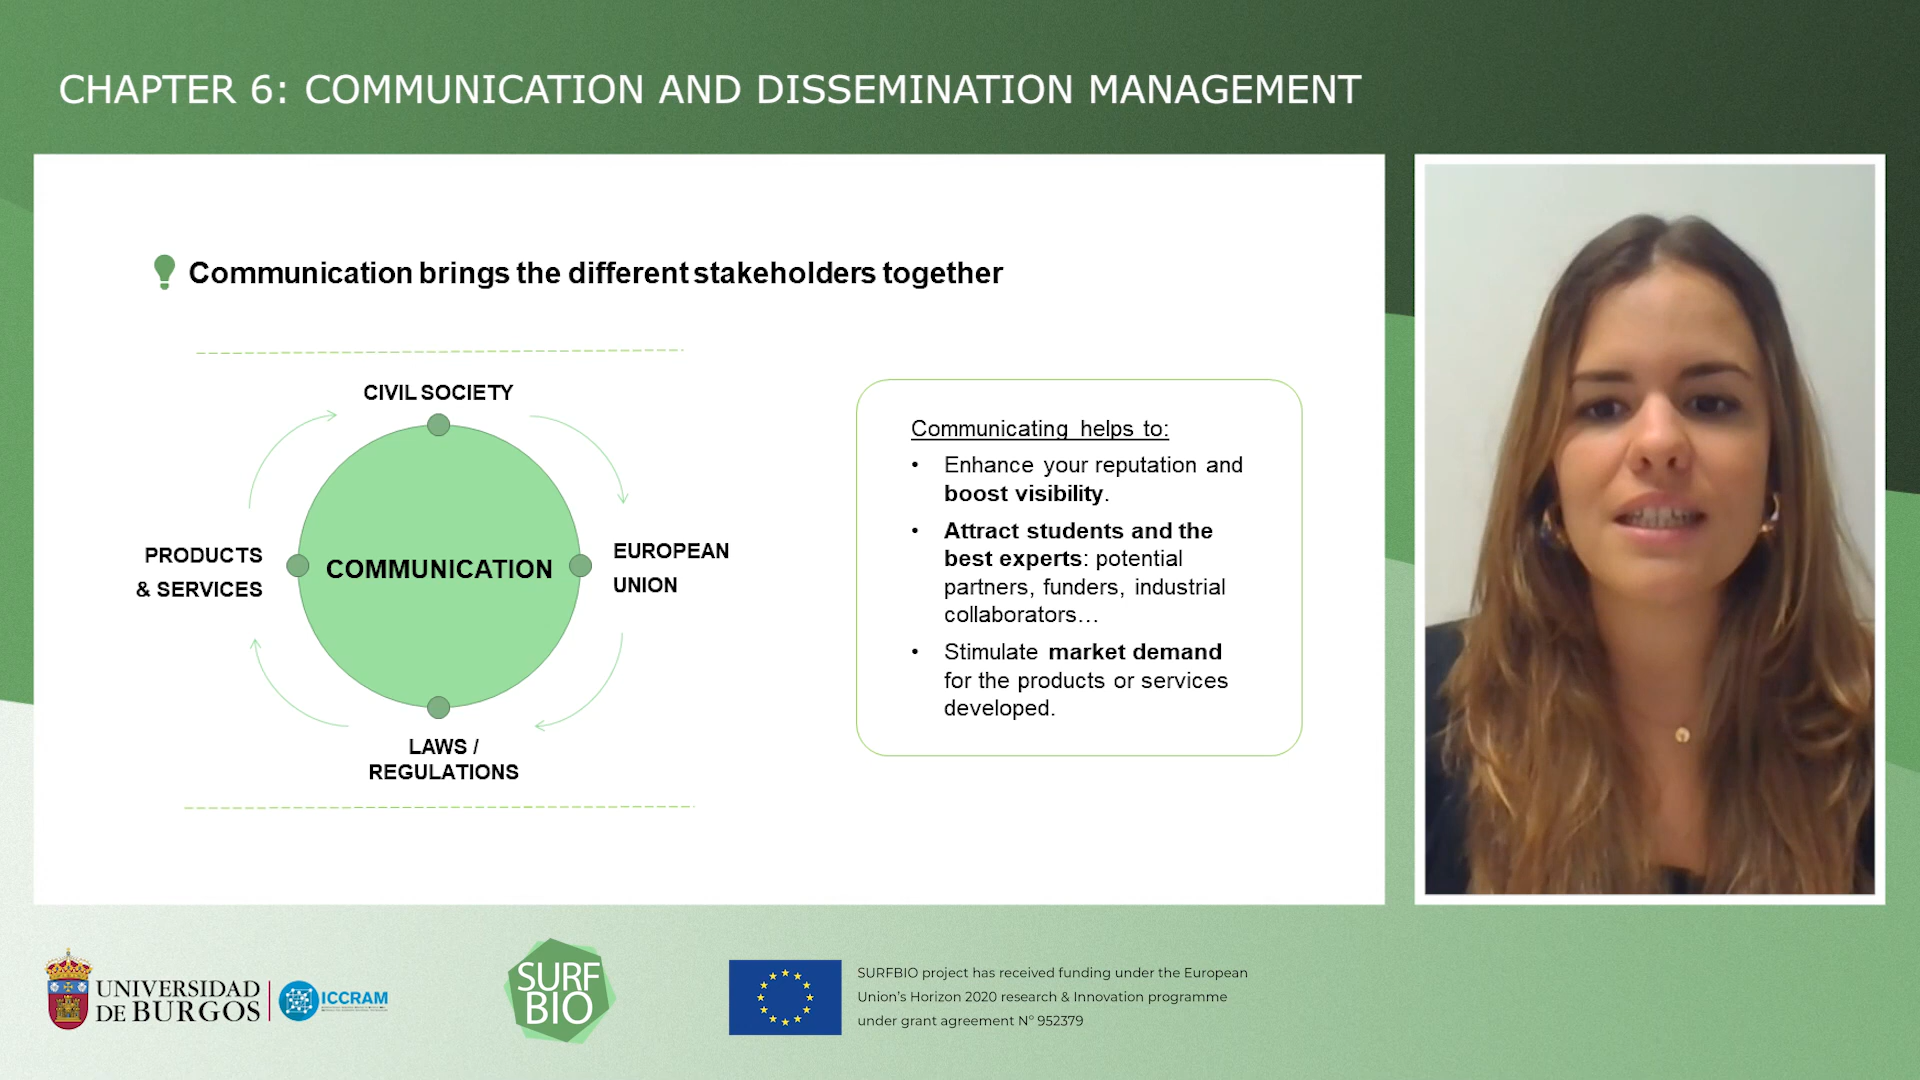 CHAPTER 6: COMMUNICATION AND DISSEMINATION MANAGEMENT
Communication brings the different stakeholders together
CIVIL SOCIETY
PRODUCTS
& SERVICES
COMMUNICATION
EUROPEAN
UNION
LAWS /
REGULATIONS
Communicating helps to:
• Enhance your reputation and
boost visibility.
• Attract students and the
best experts: potential
partners, funders, industrial
collaborators…
• Stimulate market demand
for the products or services
developed.
UNIVERSIDAD
DE BURGOS
ICCRAM
SURF
BIO
SURFBIO project has received funding under the European
Union's Horizon 2020 research & Innovation programme
under grant agreement Nº 952379